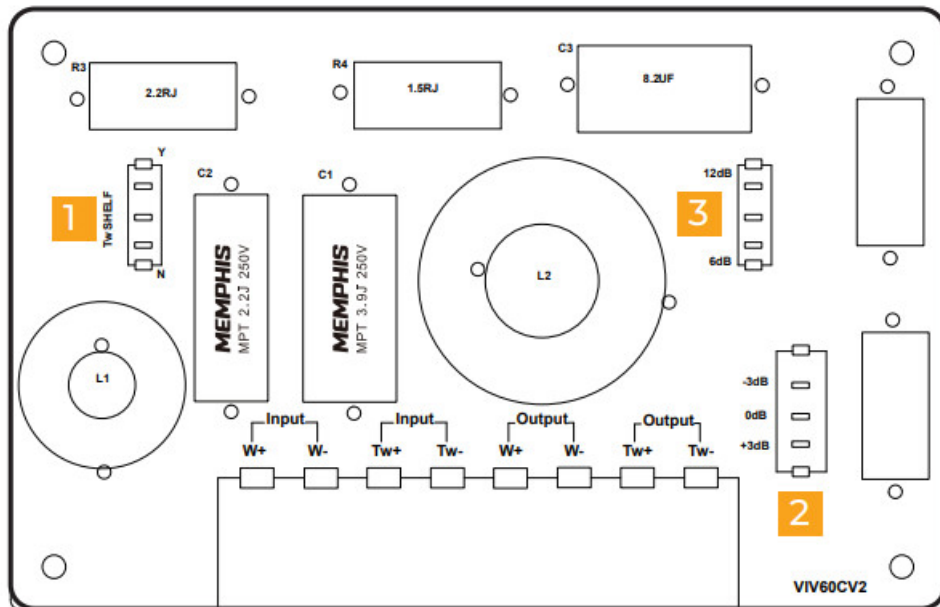 R3
2.2RJ
R4
1.5RJ
C3
8.2UF
Y
1
Tw SHELF
N
C2
MEMPHIS
MPT 2.2J 250V
C1
MEMPHIS
MPT 3.9J 250V
L2
12dB
3
6dB
L1
-3dB
0dB
+3dB
2
Input Input Output Output
W+ W- Tw+ Tw- W+ W- Tw+ Tw-
VIV60CV2